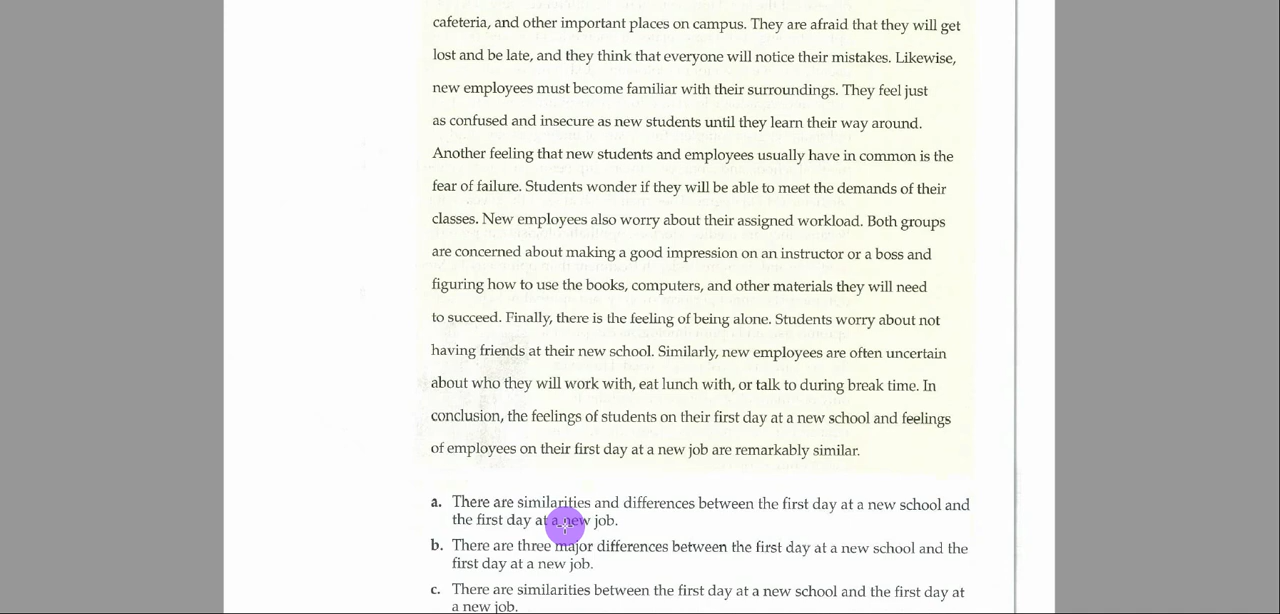 cafeteria, and other important places on campus. They are afraid that they will get
lost and be late, and they think that everyone will notice their mistakes. Likewise,
new employees must become familiar with their surroundings. They feel just
as confused and insecure as new students until they learn their way around.
Another feeling that new students and employees usually have in common is the
fear of failure. Students wonder if they will be able to meet the demands of their
classes. New employees also worry about their assigned workload. Both groups
are concerned about making a good impression on an instructor or a boss and
figuring how to use the books, computers, and other materials they will need
to succeed. Finally, there is the feeling of being alone. Students worry about not
having friends at their new school. Similarly, new employees are often uncertain
about who they will work with, eat lunch with, or talk to during break time. In
conclusion, the feelings of students on their first day at a new school and feelings
of employees on their first day at a new job are remarkably similar.
a. There are similarities and differences between the first day at a new school and
the first day at a new job.
b. There are three major differences between the first day at a new school and the
first day at a new job.
c. There are similarities between the first day at a new school and the first day at
a new job.